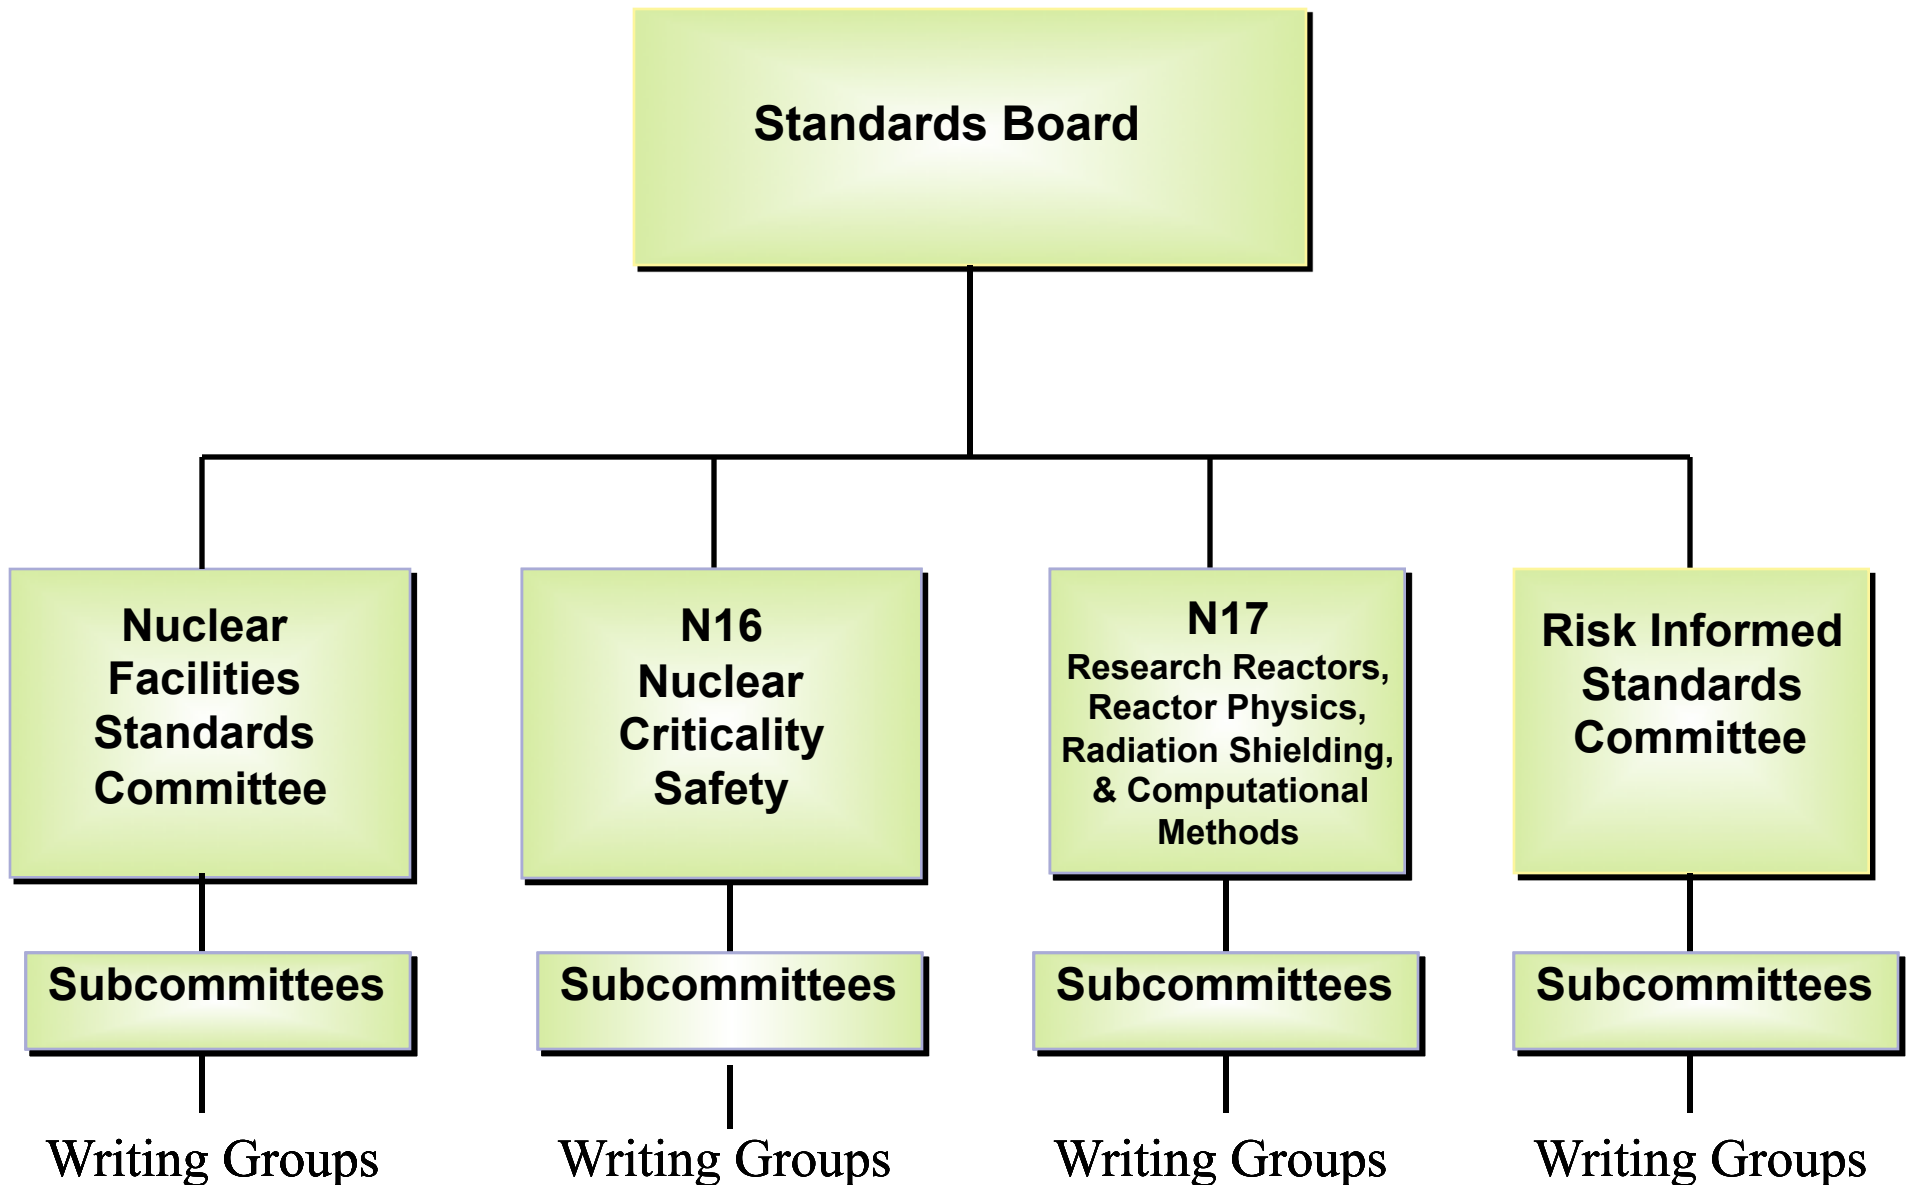 Standards Board
Nuclear
Facilities
Standards
Committee
N16
Nuclear
Criticality
Safety
N17
Research Reactors,
Reactor Physics,
Radiation Shielding,
& Computational
Methods
Risk Informed
Standards
Committee
Subcommittees
Subcommittees
Subcommittees
Subcommittees
Writing Groups
Writing Groups
Writing Groups
Writing Groups